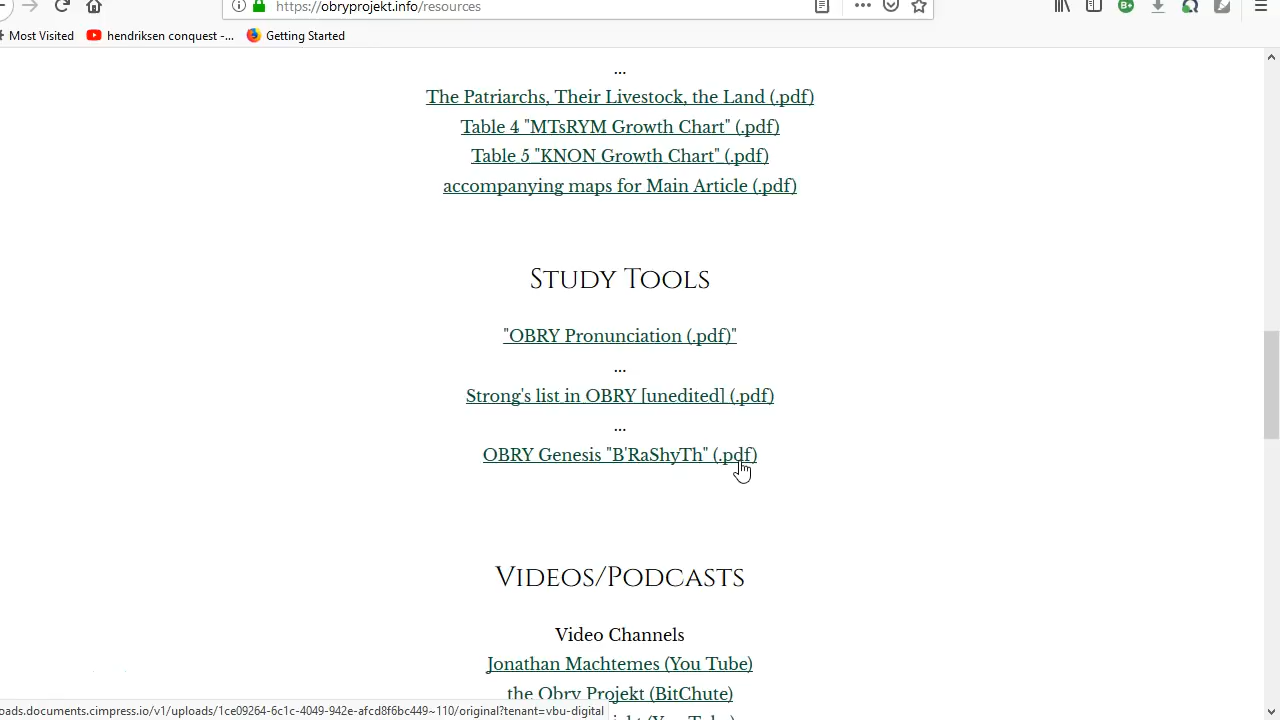 https://obryprojekt.info/resources
Most Visited hendriksen conquest -... Getting Started
...
The Patriarchs, Their Livestock, the Land (.pdf)
Table 4 "MTsRYM Growth Chart" (.pdf)
Table 5 "KNON Growth Chart" (.pdf)
accompanying maps for Main Article (.pdf)
Study Tools
"OBRY Pronunciation (.pdf)"
...
Strong's list in OBRY [unedited] (.pdf)
...
OBRY Genesis "B'RaShyTh" (.pdf)
Videos/Podcasts
Video Channels
Jonathan Machtemes (You Tube)
the Obry Projekt (BitChute)
oads.documents.cimpress.io/v1/uploads/1ce09264-6c1c-4049-942e-afcd8f6bc449~110/original?tenant=vbu-digital